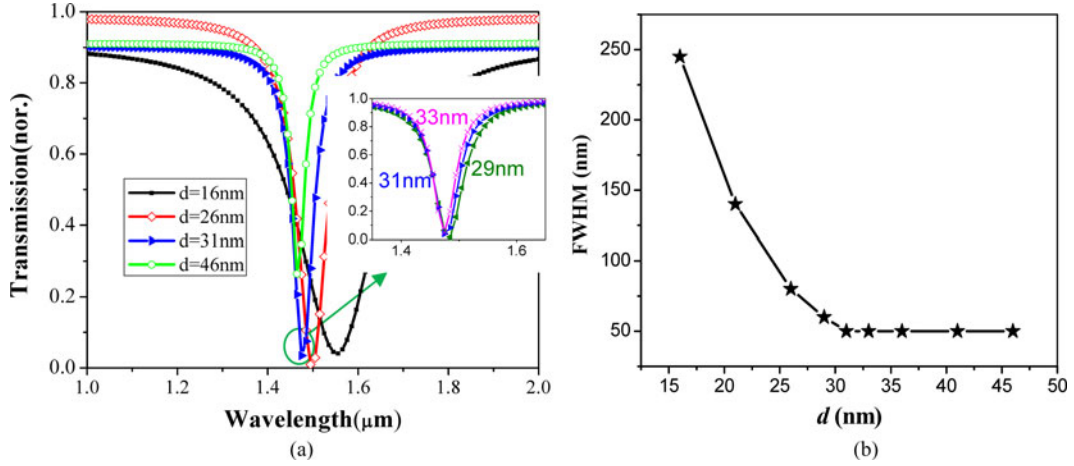 1.0
0.8
0.6
0.4
0.2
0.0
Transmission(nor.)
d=16nm
d=26nm
d=31nm
d=46nm
1.0
0.8
0.6
0.4
0.2
0.0
33nm
31nm
29nm
1.4 1.6
1.0 1.2 1.4 1.6 1.8 2.0
Wavelength(μm)
(a)
250
200
150
100
50
FWHM (nm)
15 20 25 30 35 40 45 50
d (nm)
(b)